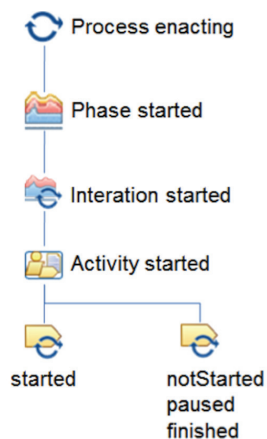 Process enacting
Phase started
Interation started
Activity started
started
notStarted
paused
finished